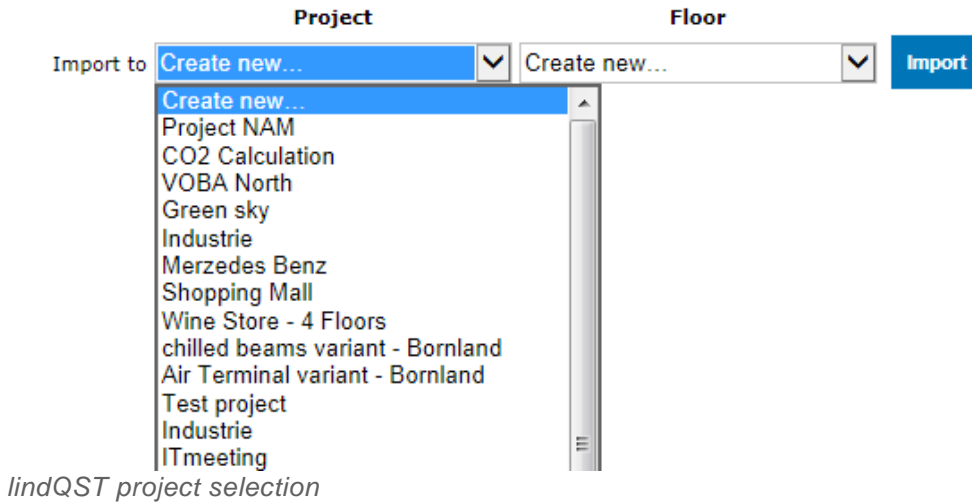 Project Floor
Import to Create new... Create new... Import
Create new...
Project NAM
CO2 Calculation
VOBA North
Green sky
Industrie
Merzedes Benz
Shopping Mall
Wine Store - 4 Floors
chilled beams variant - Bornland
Air Terminal variant - Bornland
Test project
Industrie
ITmeeting
lindQST project selection